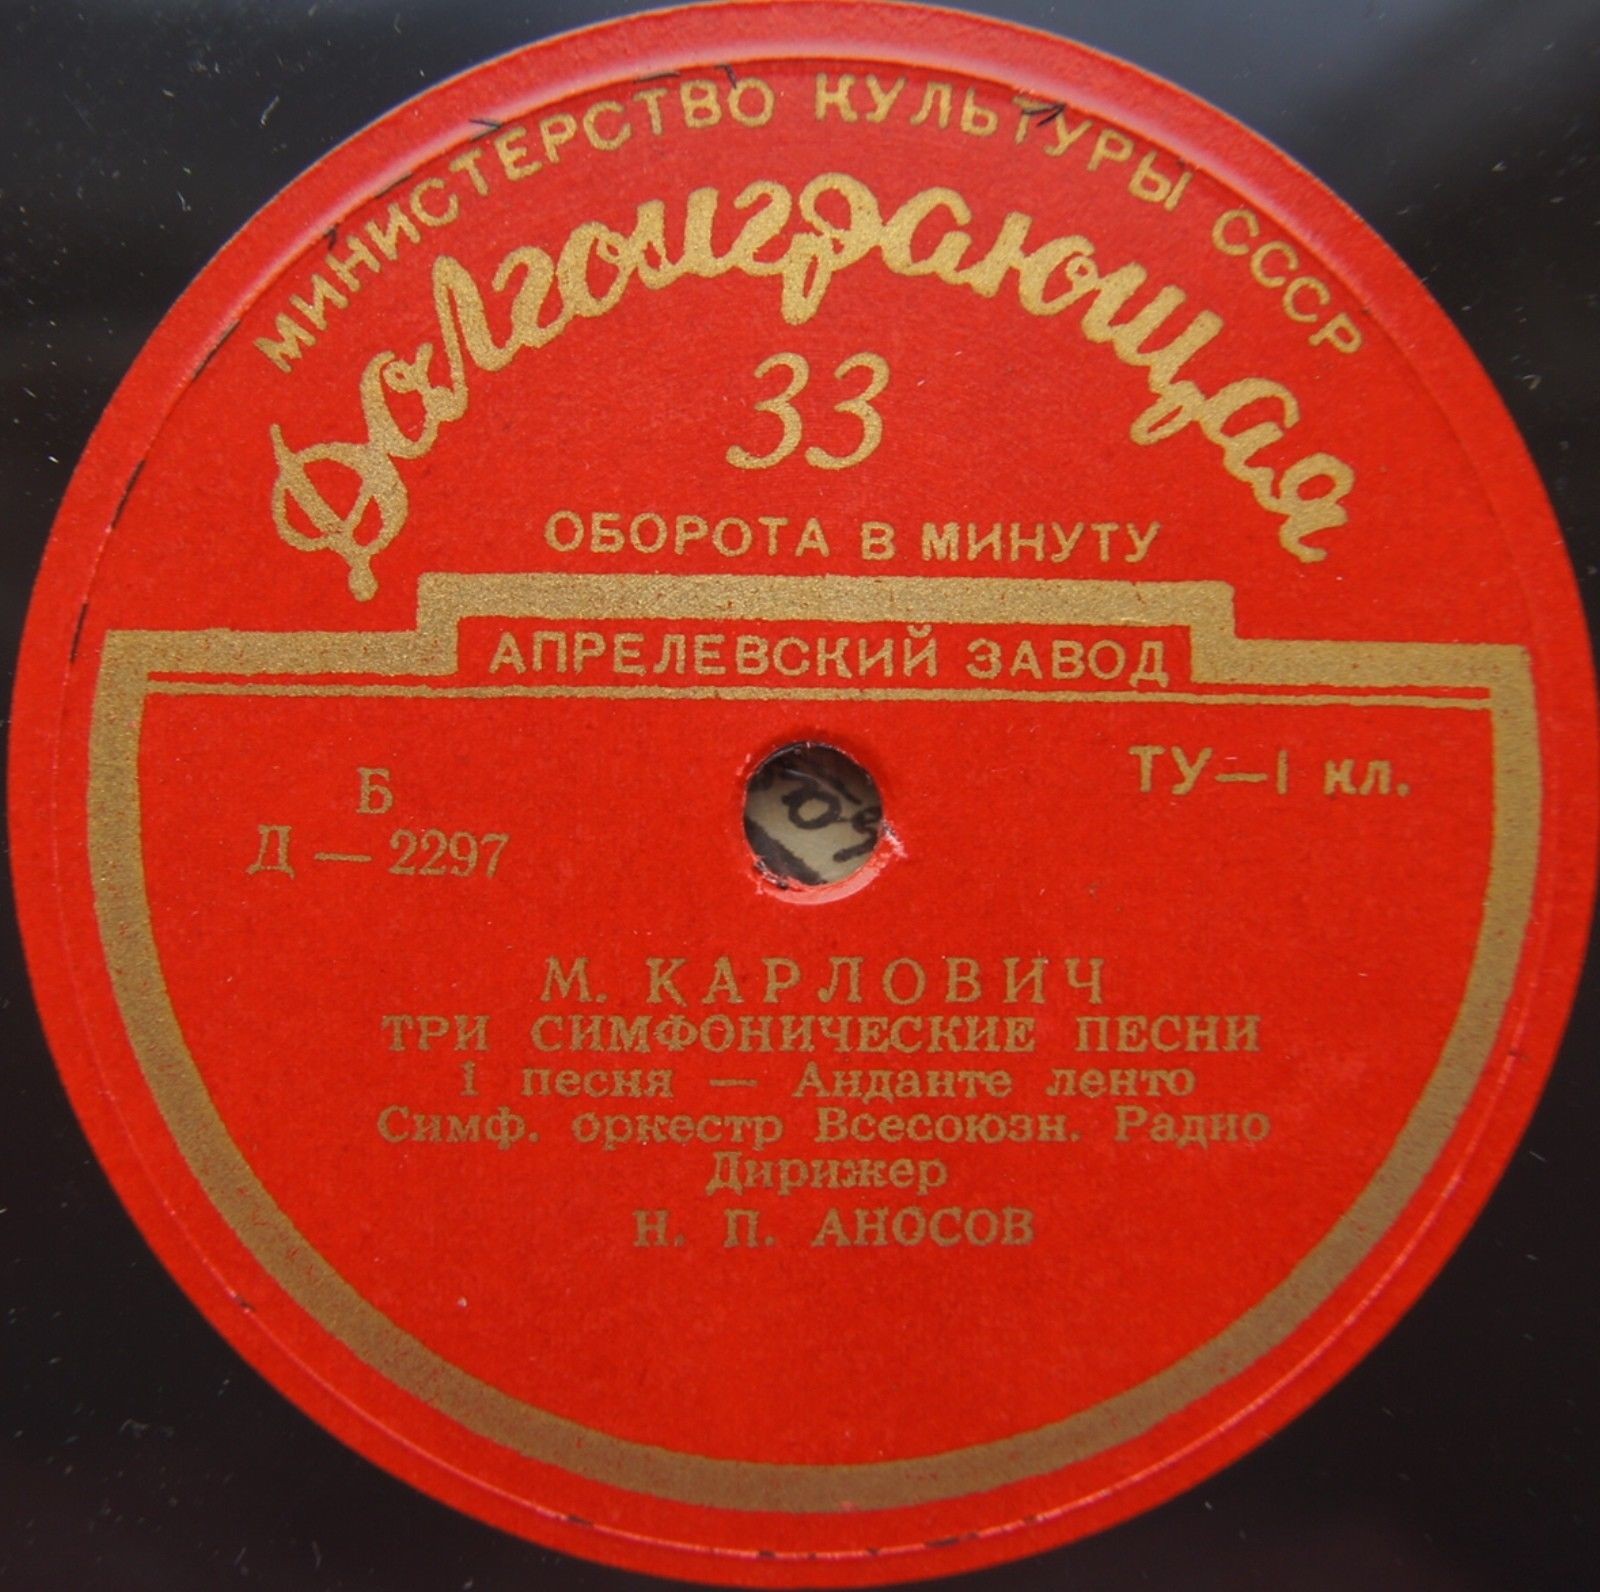 МИНИСТЕРСТВО КУЛЬТУРЫ СССР
Долгоиграющая
33
ОБОРОТА В МИНУТУ
АПРЕЛЕВСКИЙ ЗАВОД
ТУ—1 кл.
Б
Д — 2297
М. КАРЛОВИЧ
ТРИ СИМФОНИЧЕСКИЕ ПЕСНИ
1 песня — Анданте ленто
Симф. оркестр Всесоюзн. Радио
Дирижер
Н. П. АНОСОВ